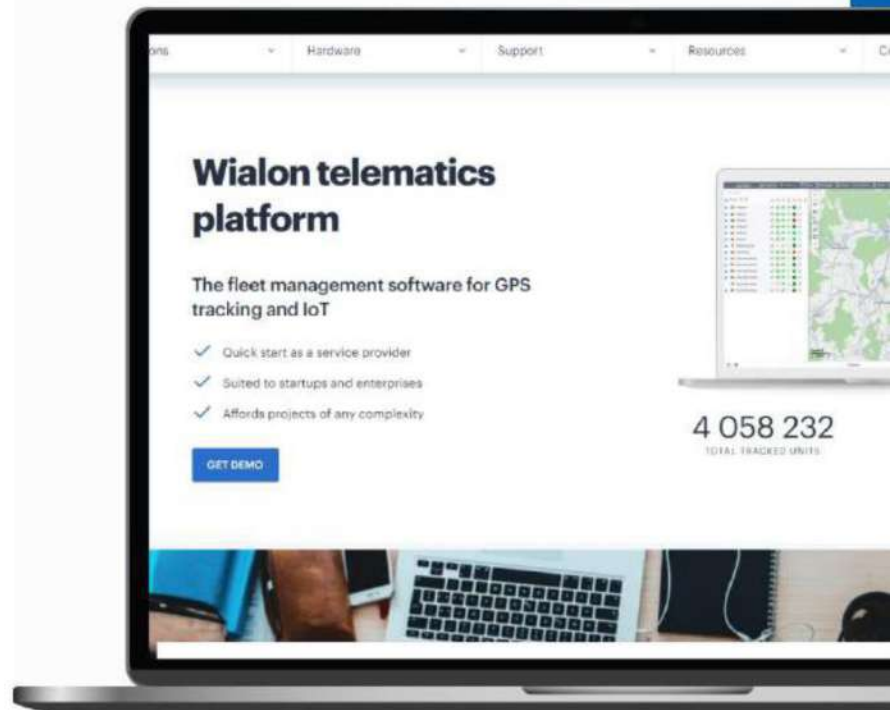 ons
Hardware
Support
Resources
Co
Wialon telematics
platform
The fleet management software for GPS
tracking and IoT
Quick start as a service provider
Suited to startups and enterprises
Affords projects of any complexity
GET DEMO
4 058 232
TOTAL TRACKED UNITS